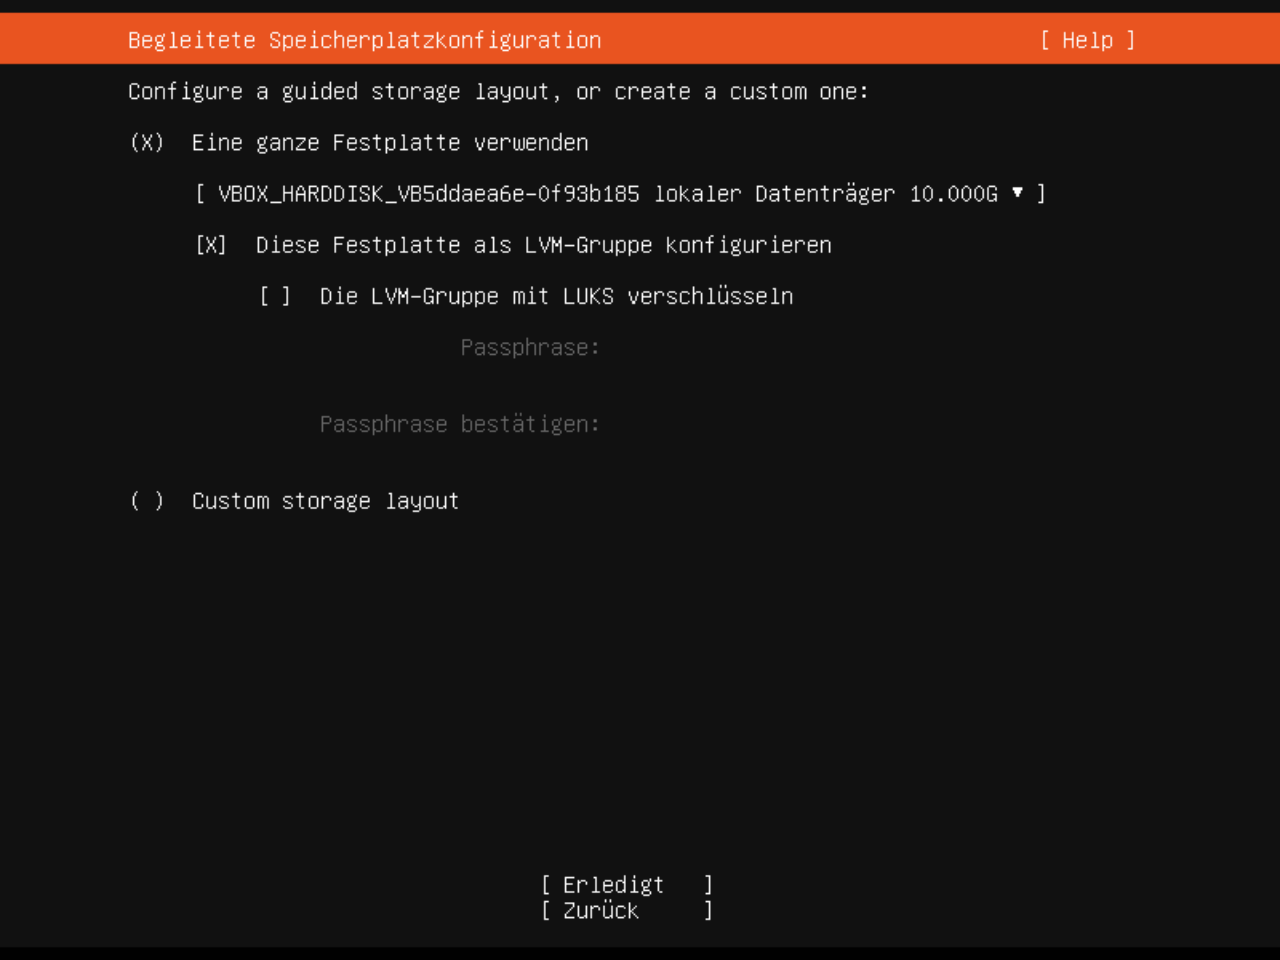 Begleitete Speicherplatzkonfiguration [ Help ]
Configure a guided storage layout, or create a custom one:
(X) Eine ganze Festplatte verwenden
[ VBOX_HARDDISK_VB5ddaea6e-0f93b185 lokaler Datenträger 10.000G ▾ ]
[X] Diese Festplatte als LVM-Gruppe konfigurieren
[ ] Die LVM-Gruppe mit LUKS verschlüsseln
Passphrase:
Passphrase bestätigen:
( ) Custom storage layout
[ Erledigt ]
[ Zurück ]